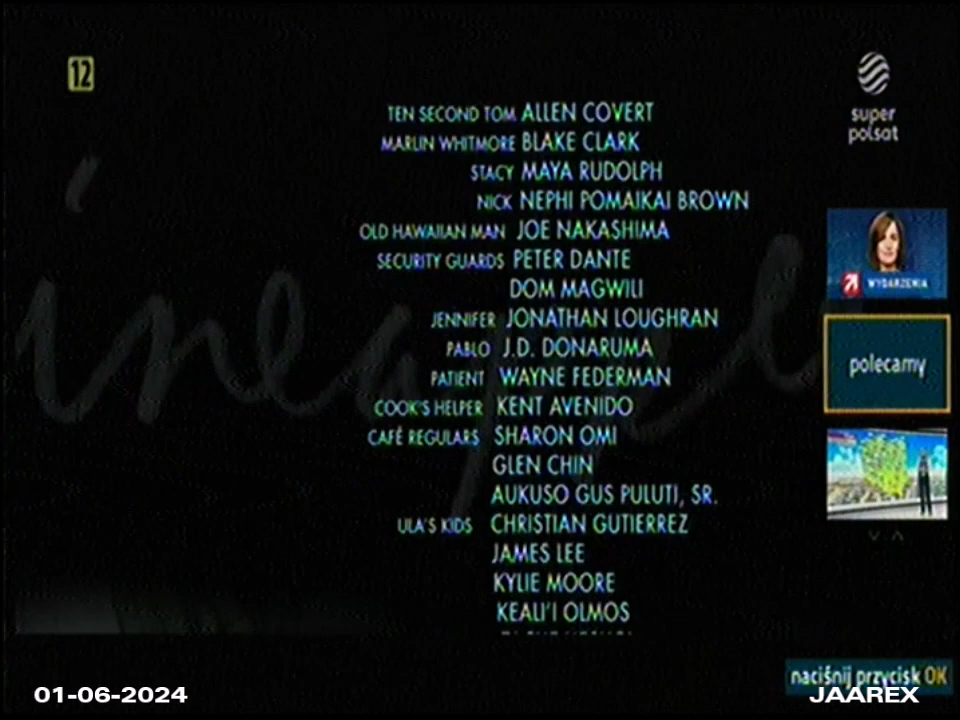 12
super
polsat
TEN SECOND TOM ALLEN COVERT
MARLIN WHITMORE BLAKE CLARK
STACY MAYA RUDOLPH
NICK NEPHI POMAIKAI BROWN
OLD HAWAIIAN MAN JOE NAKASHIMA
SECURITY GUARDS PETER DANTE
DOM MAGWILI
JENNIFER JONATHAN LOUGHRAN
PABLO J.D. DONARUMA
PATIENT WAYNE FEDERMAN
COOK'S HELPER KENT AVENIDO
CAFÉ REGULARS SHARON OMI
GLEN CHIN
AUKUSO GUS PULUTI, SR.
ULA'S KIDS CHRISTIAN GUTIERREZ
JAMES LEE
KYLIE MOORE
KEALI'I OLMOS
WYDARZENIA
polecamy
naciśnij przycisk OK
01-06-2024
JAAREX